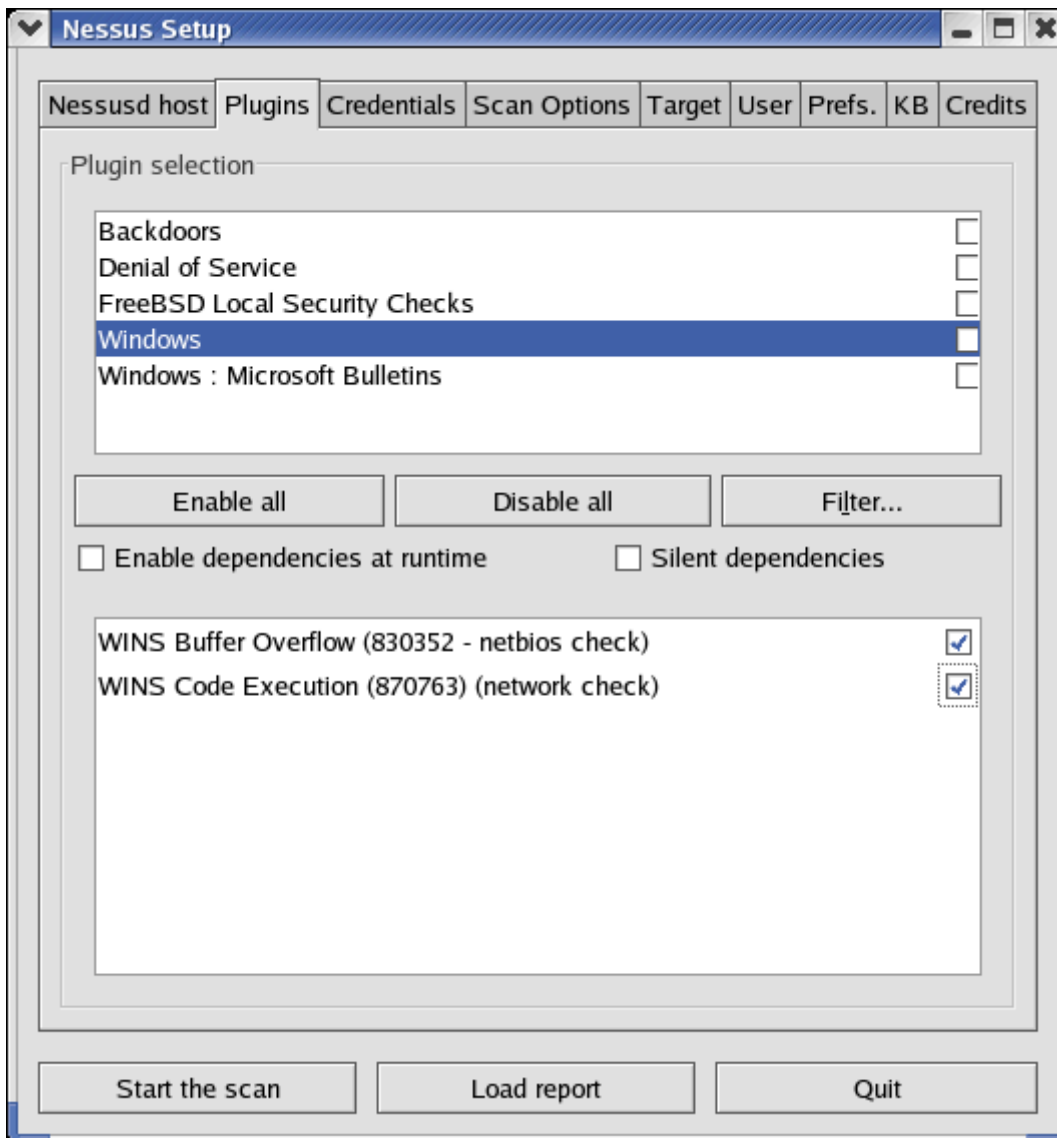 Nessus Setup
Nessusd host Plugins Credentials Scan Options Target User Prefs. KB Credits
Plugin selection
Backdoors
Denial of Service
FreeBSD Local Security Checks
Windows
Windows : Microsoft Bulletins
Enable all Disable all Filter...
Enable dependencies at runtime Silent dependencies
WINS Buffer Overflow (830352 - netbios check)
WINS Code Execution (870763) (network check)
Start the scan Load report Quit